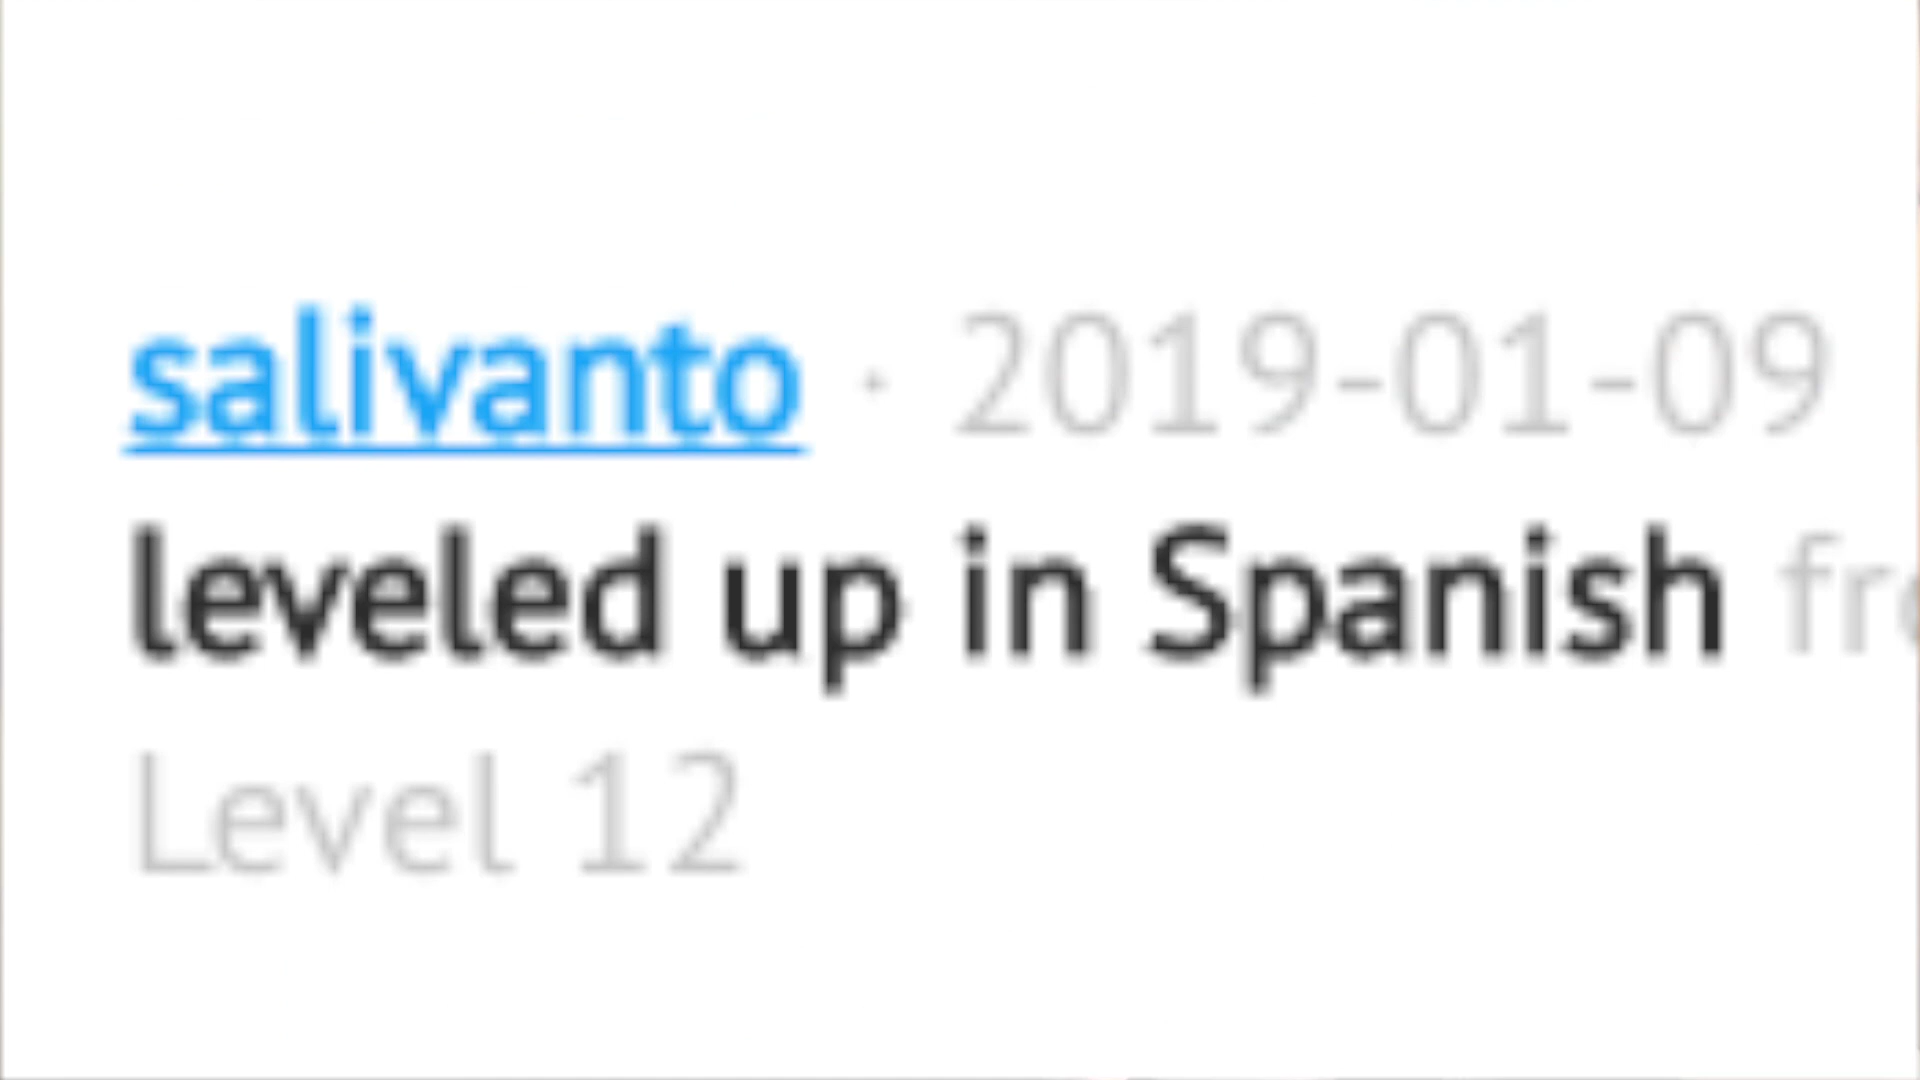 salivanto · 2019-01-09
leveled up in Spanish
Level 12